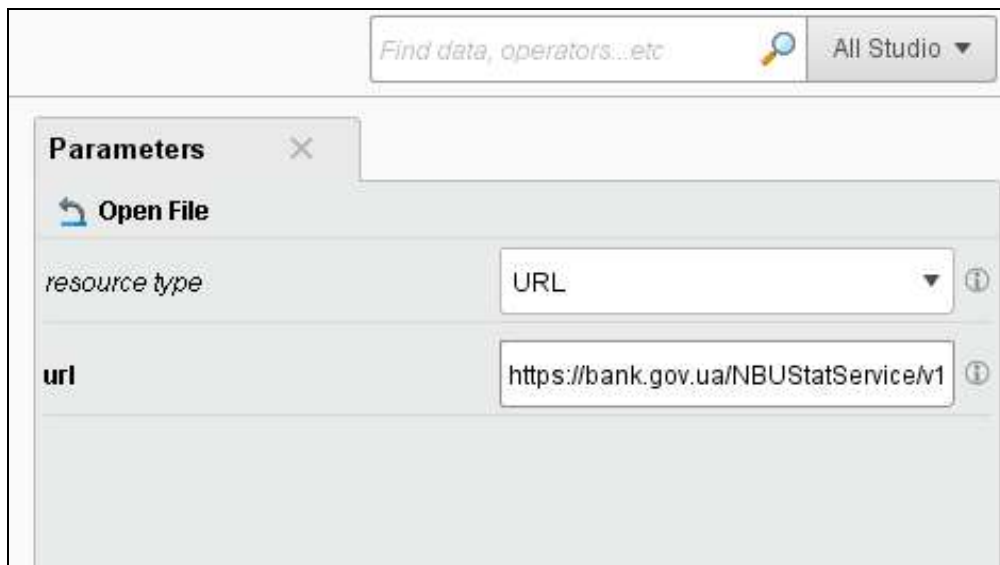 Find data, operators...etc
All Studio
Parameters
Open File
resource type
URL
url
https://bank.gov.ua/NBUStatService/v1